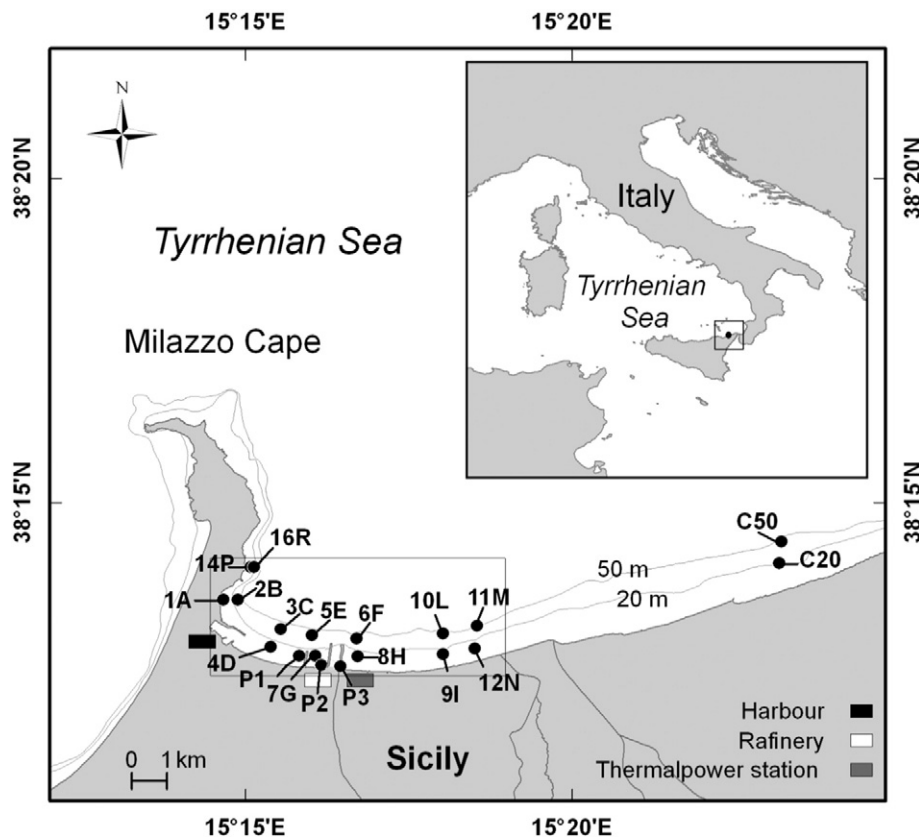 15°15'E 15°20'E
N
38°20'N 38°20'N
Italy
Tyrrhenian Sea
Tyrrhenian
Sea
Milazzo Cape
38°15'N 38°15'N
C50
16R
14P
50 m
C20
1A 2B
20 m
3C 5E 6F 10L 11M
4D P1 7G P2 P3 8H 9I 12N
Harbour
Rafinery
Sicily
Thermalpower station
0 1 km
15°15'E 15°20'E